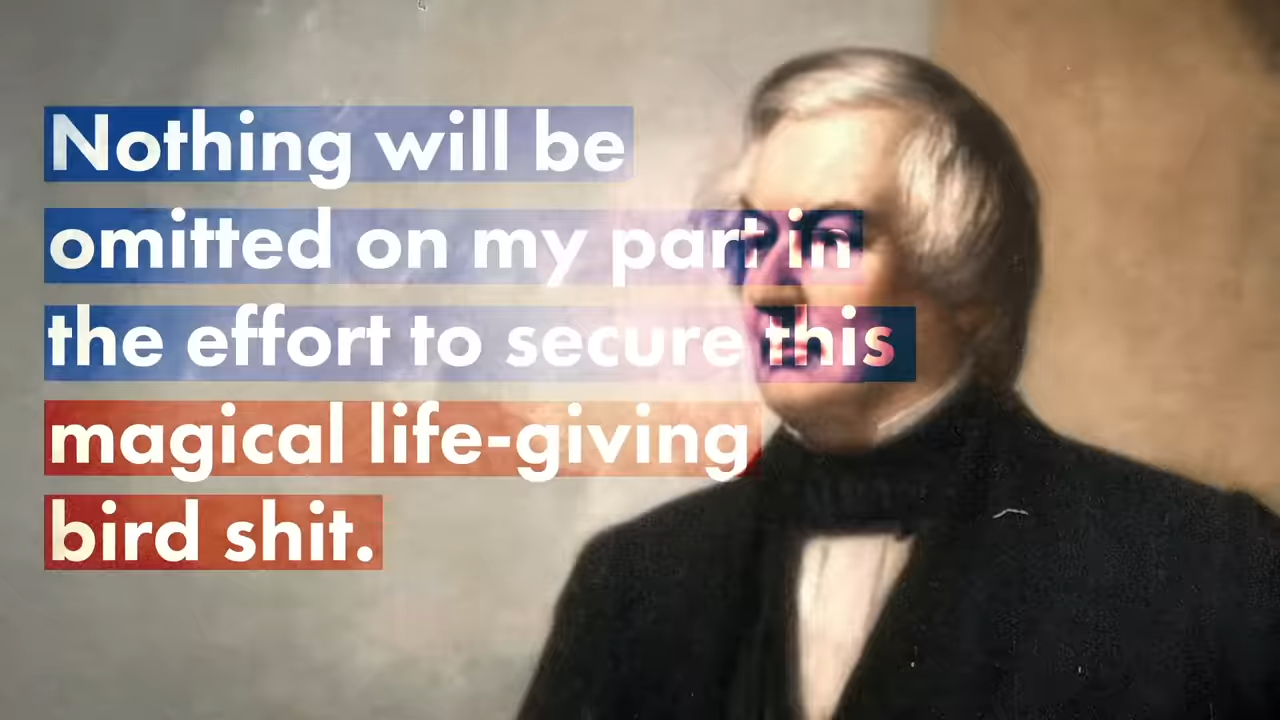 Nothing will be
omitted on my part in
the effort to secure this
magical life-giving
bird shit.